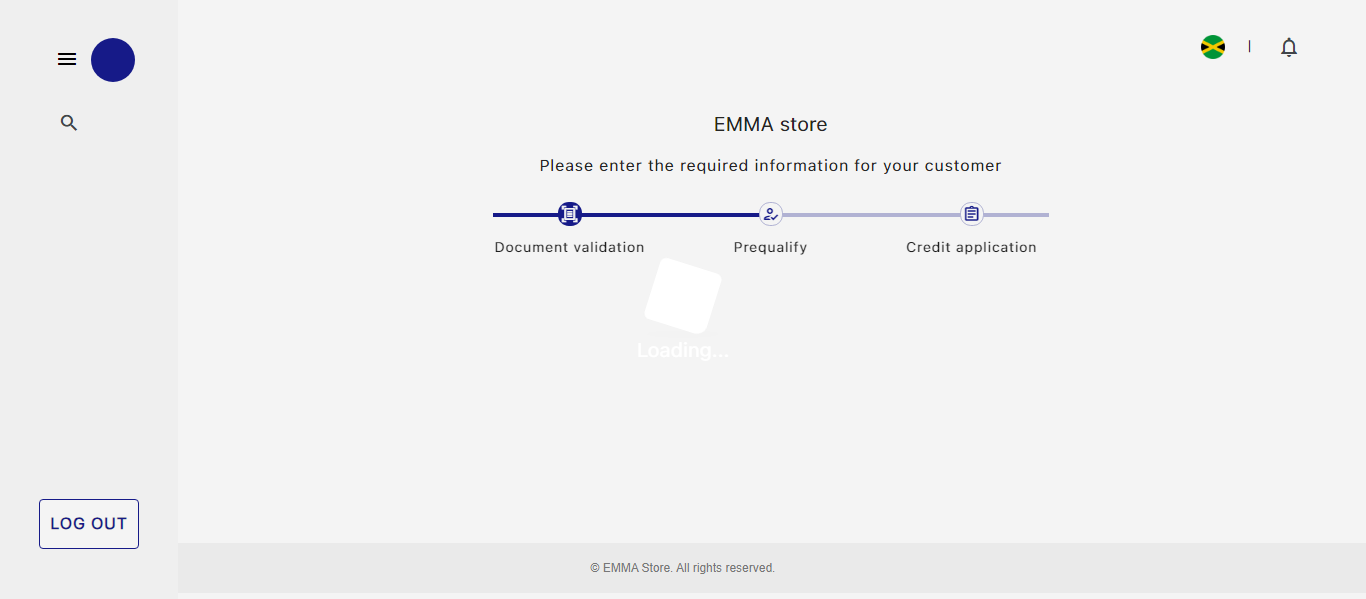 EMMA store
Please enter the required information for your customer
Document validation
Prequalify
Credit application
Loading...
LOG OUT
© EMMA Store. All rights reserved.